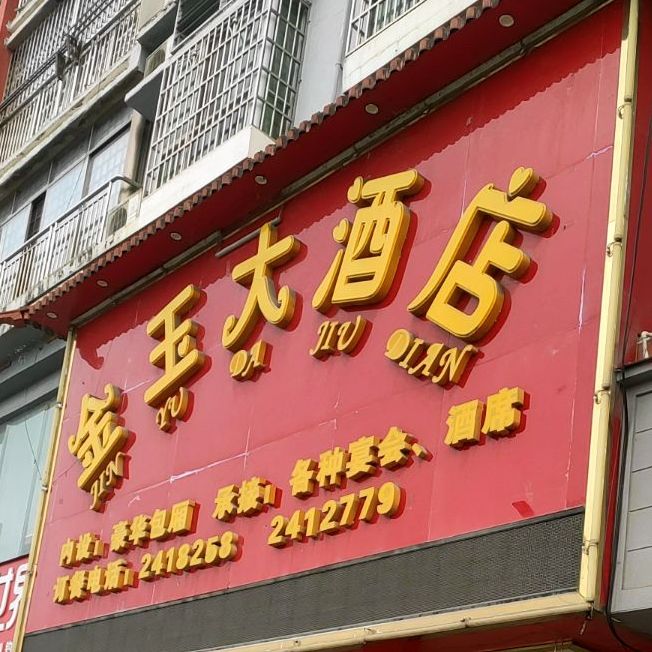 金玉大酒店
JIN YU DA JIU DIAN
内设：豪华包厢 承接：各种宴会、酒席
订餐电话：2418258 2412779